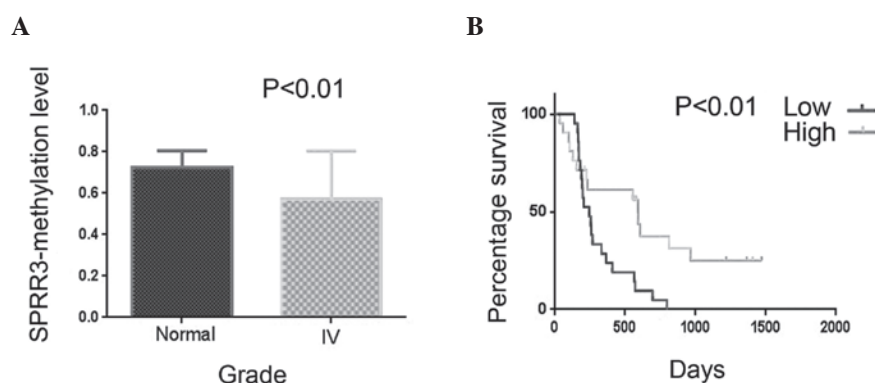 A
P<0.01
SPRR3-methylation level
1.0
0.8
0.6
0.4
0.2
0.0
Normal
IV
Grade
B
P<0.01
Low
High
Percentage survival
100
50
0
0
500
1000
1500
2000
Days